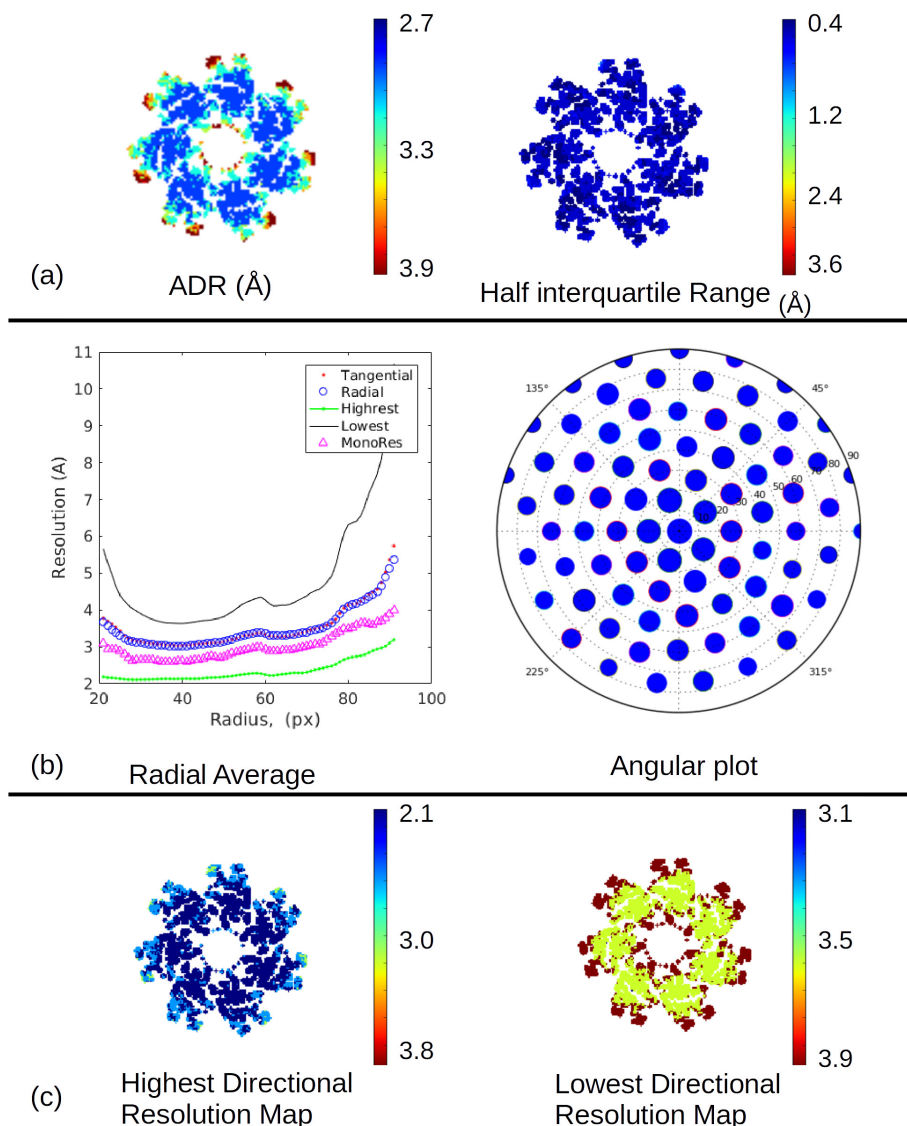 2.7
3.3
3.9
(a)
ADR (Å)
0.4
1.2
2.4
3.6
Half interquartile Range (Å)
11
10
9
8
7
6
5
4
3
2
Resolution (A)
20
40
60
80
100
Radius, (px)
Tangential
Radial
Highrest
Lowest
MonoRes
135°
45°
225°
315°
10
20
30
40
50
60
70
80
90
(b)
Radial Average
Angular plot
2.1
3.0
3.8
3.1
3.5
3.9
(c)
Highest Directional
Resolution Map
Lowest Directional
Resolution Map